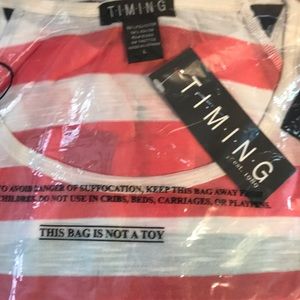 TIMING
L
TIMING
TO AVOID DANGER OF SUFFOCATION, KEEP THIS BAG AWAY FROM
CHILDREN. DO NOT USE IN CRIBS, BEDS, CARRIAGES, OR PLAYPENS.
THIS BAG IS NOT A TOY